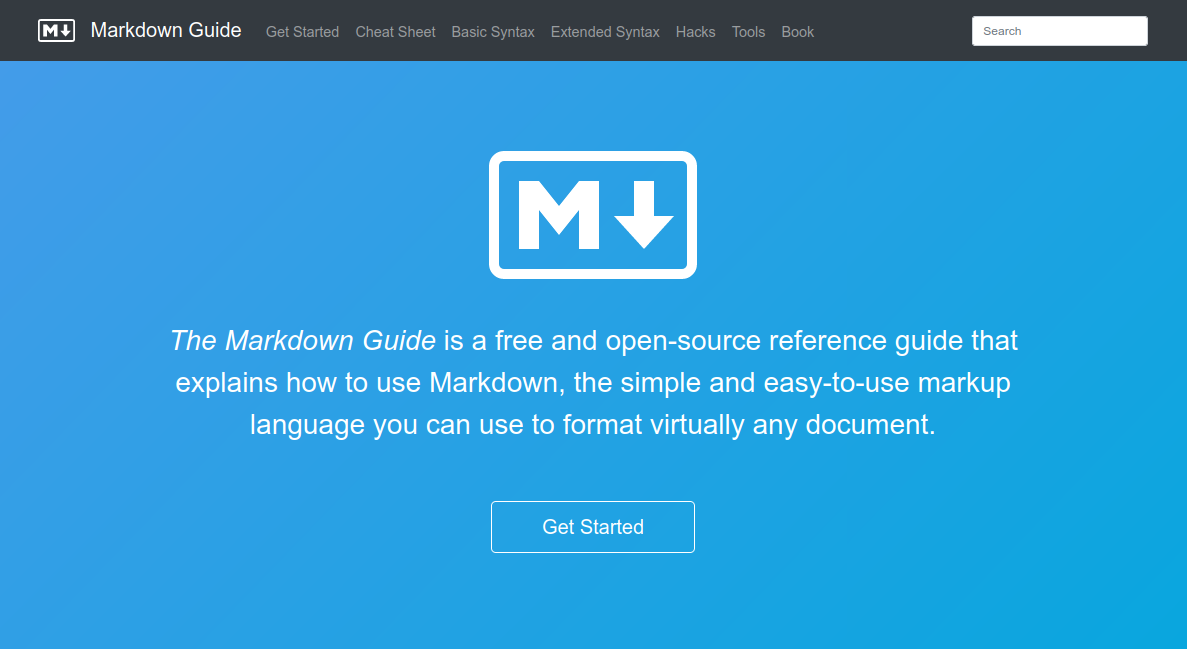 M↓ Markdown Guide Get Started Cheat Sheet Basic Syntax Extended Syntax Hacks Tools Book Search
M↓
The Markdown Guide is a free and open-source reference guide that
explains how to use Markdown, the simple and easy-to-use markup
language you can use to format virtually any document.
Get Started